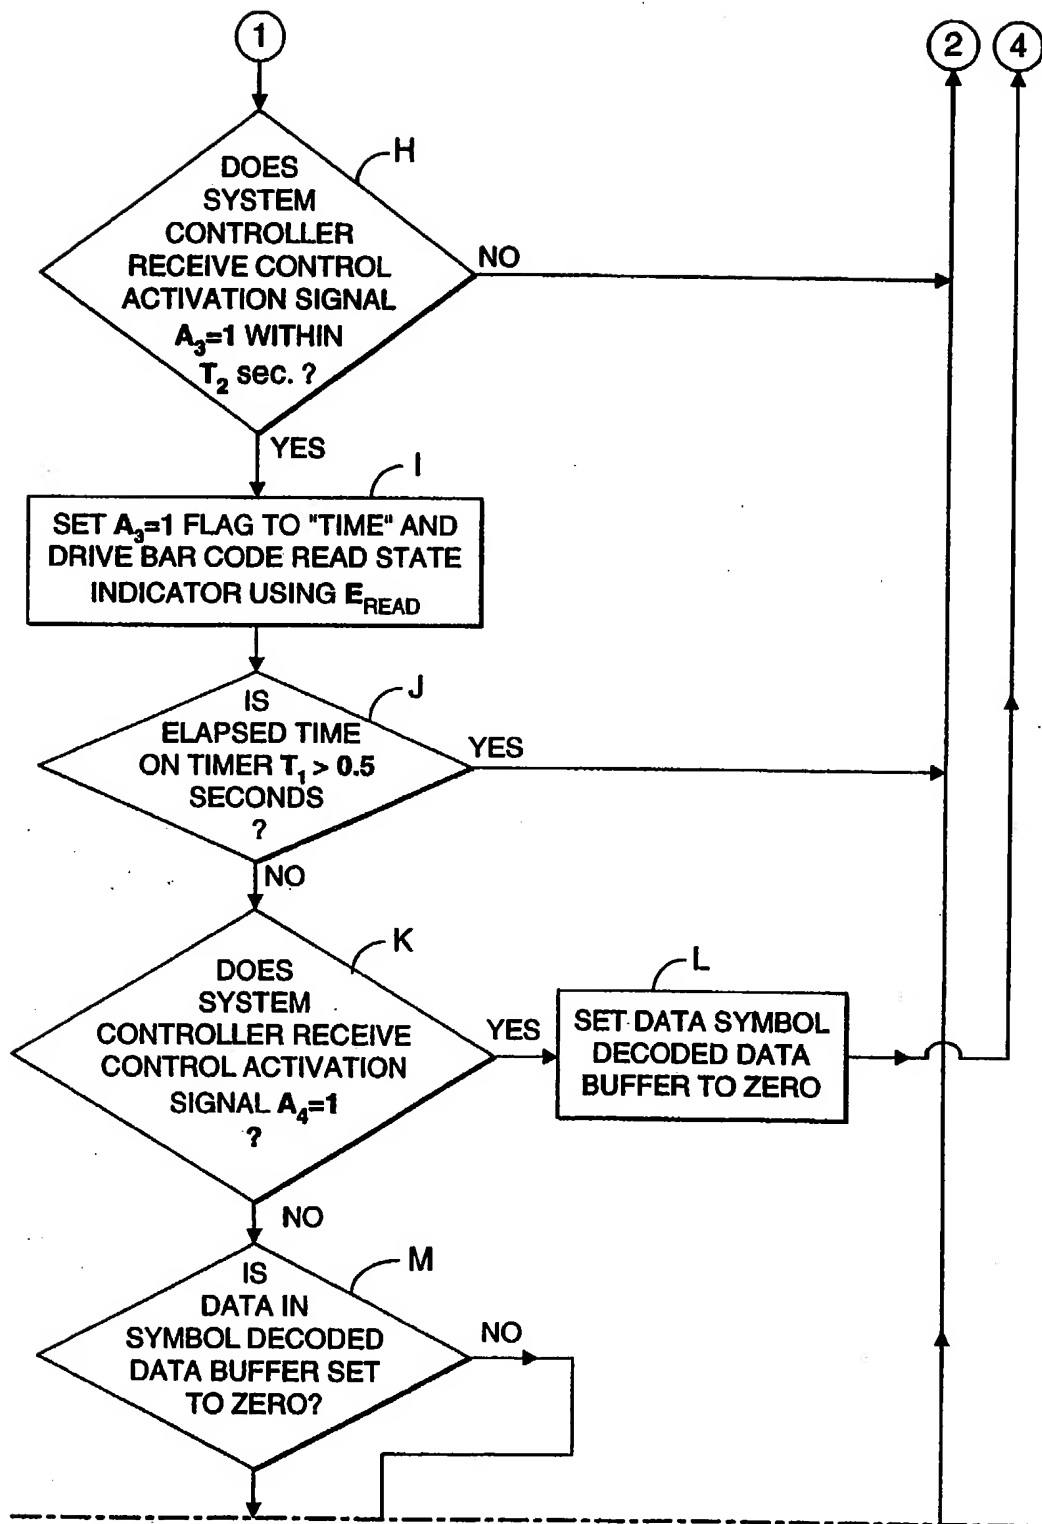 1
2
4
H
DOES
SYSTEM
CONTROLLER
RECEIVE CONTROL
ACTIVATION SIGNAL
A₃=1 WITHIN
T₂ sec. ?
NO
YES
I
SET A₃=1 FLAG TO "TIME" AND
DRIVE BAR CODE READ STATE
INDICATOR USING E_READ
J
IS
ELAPSED TIME
ON TIMER T₁ > 0.5
SECONDS
?
YES
NO
K
DOES
SYSTEM
CONTROLLER RECEIVE
CONTROL ACTIVATION
SIGNAL A₄=1
?
YES
L
SET DATA SYMBOL
DECODED DATA
BUFFER TO ZERO
NO
M
IS
DATA IN
SYMBOL DECODED
DATA BUFFER SET
TO ZERO?
NO